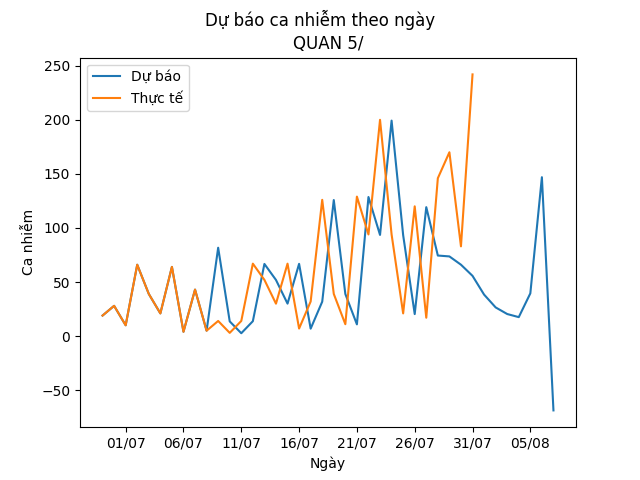 Dự báo ca nhiễm theo ngày
QUAN 5/
250
200
150
100
50
0
−50
Ca nhiễm
Dự báo
Thực tế
01/07 06/07 11/07 16/07 21/07 26/07 31/07 05/08
Ngày